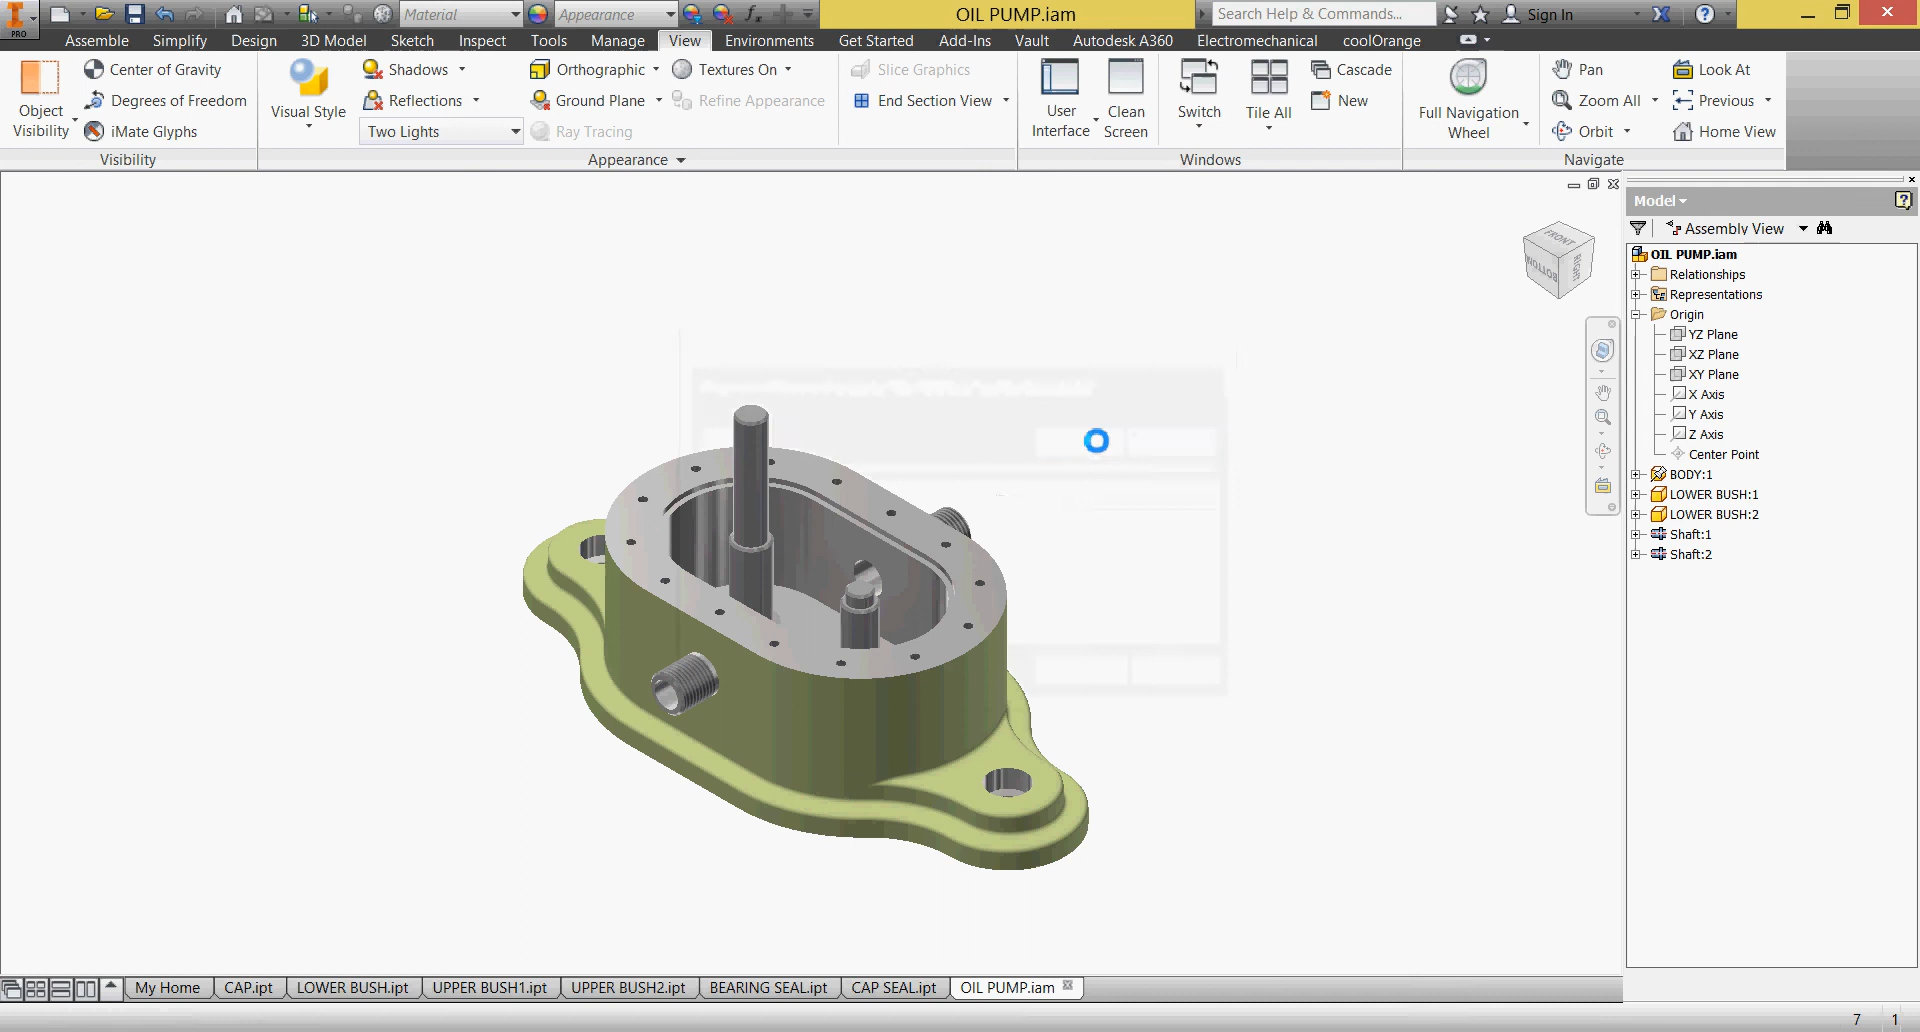 PRO
Material
Appearance
OIL PUMP.iam
Search Help & Commands...
Sign In
Assemble Simplify Design 3D Model Sketch Inspect Tools Manage View Environments Get Started Add-Ins Vault Autodesk A360 Electromechanical coolOrange
Object
Visibility
Center of Gravity
Degrees of Freedom
iMate Glyphs
Visibility
Visual Style
Shadows
Reflections
Two Lights
Orthographic
Ground Plane
Ray Tracing
Textures On
Refine Appearance
Appearance
Slice Graphics
End Section View
User
Interface
Clean
Screen
Switch
Tile All
Cascade
New
Windows
Full Navigation
Wheel
Pan
Zoom All
Orbit
Look At
Previous
Home View
Navigate
FRONT
BOTTOM
RIGHT
Model
Assembly View
OIL PUMP.iam
Relationships
Representations
Origin
YZ Plane
XZ Plane
XY Plane
X Axis
Y Axis
Z Axis
Center Point
BODY:1
LOWER BUSH:1
LOWER BUSH:2
Shaft:1
Shaft:2
My Home CAP.ipt LOWER BUSH.ipt UPPER BUSH1.ipt UPPER BUSH2.ipt BEARING SEAL.ipt CAP SEAL.ipt OIL PUMP.iam
7 1